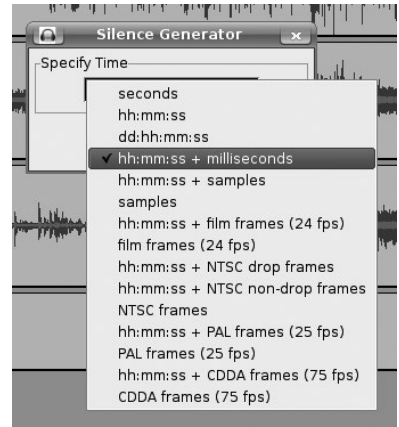 Silence Generator
Specify Time
seconds
hh:mm:ss
dd:hh:mm:ss
hh:mm:ss + milliseconds
hh:mm:ss + samples
samples
hh:mm:ss + film frames (24 fps)
film frames (24 fps)
hh:mm:ss + NTSC drop frames
hh:mm:ss + NTSC non-drop frames
NTSC frames
hh:mm:ss + PAL frames (25 fps)
PAL frames (25 fps)
hh:mm:ss + CDDA frames (75 fps)
CDDA frames (75 fps)